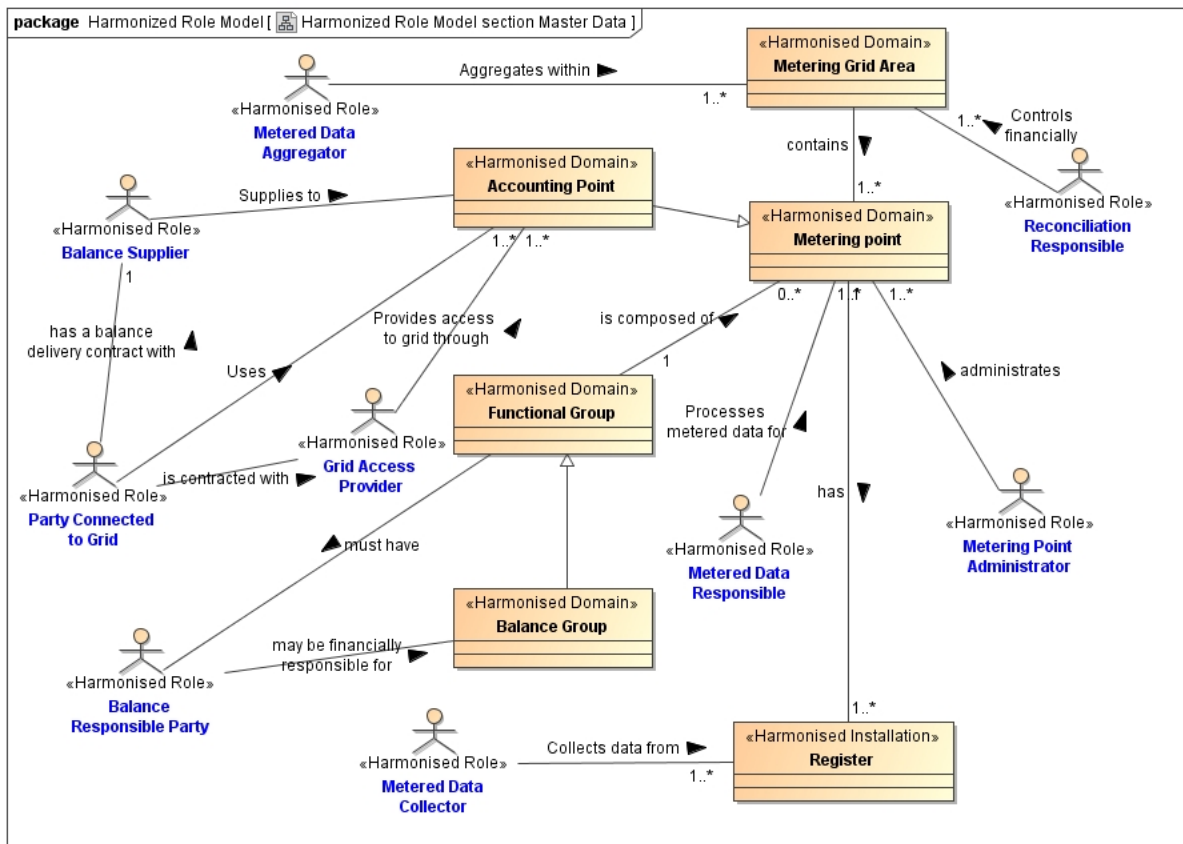 package Harmonized Role Model [ Harmonized Role Model section Master Data ]
«Harmonised Domain»
Metering Grid Area
Aggregates within
1..*
«Harmonised Role»
Metered Data
Aggregator
1..*
Controls
financially
contains
«Harmonised Domain»
Accounting Point
1..*
«Harmonised Role»
Reconciliation
Responsible
Supplies to
«Harmonised Role»
Balance Supplier
1
«Harmonised Domain»
Metering point
1..*
1..*
0..*
1..*
1..*
has a balance
delivery contract with
Provides access
to grid through
is composed of
1
Uses
«Harmonised Domain»
Functional Group
administrates
Processes
metered data for
«Harmonised Role»
Grid Access
Provider
is contracted with
«Harmonised Role»
Party Connected
to Grid
has
must have
«Harmonised Role»
Metered Data
Responsible
«Harmonised Role»
Metering Point
Administrator
«Harmonised Domain»
Balance Group
may be financially
responsible for
«Harmonised Role»
Balance
Responsible Party
1..*
«Harmonised Installation»
Register
Collects data from
1..*
«Harmonised Role»
Metered Data
Collector